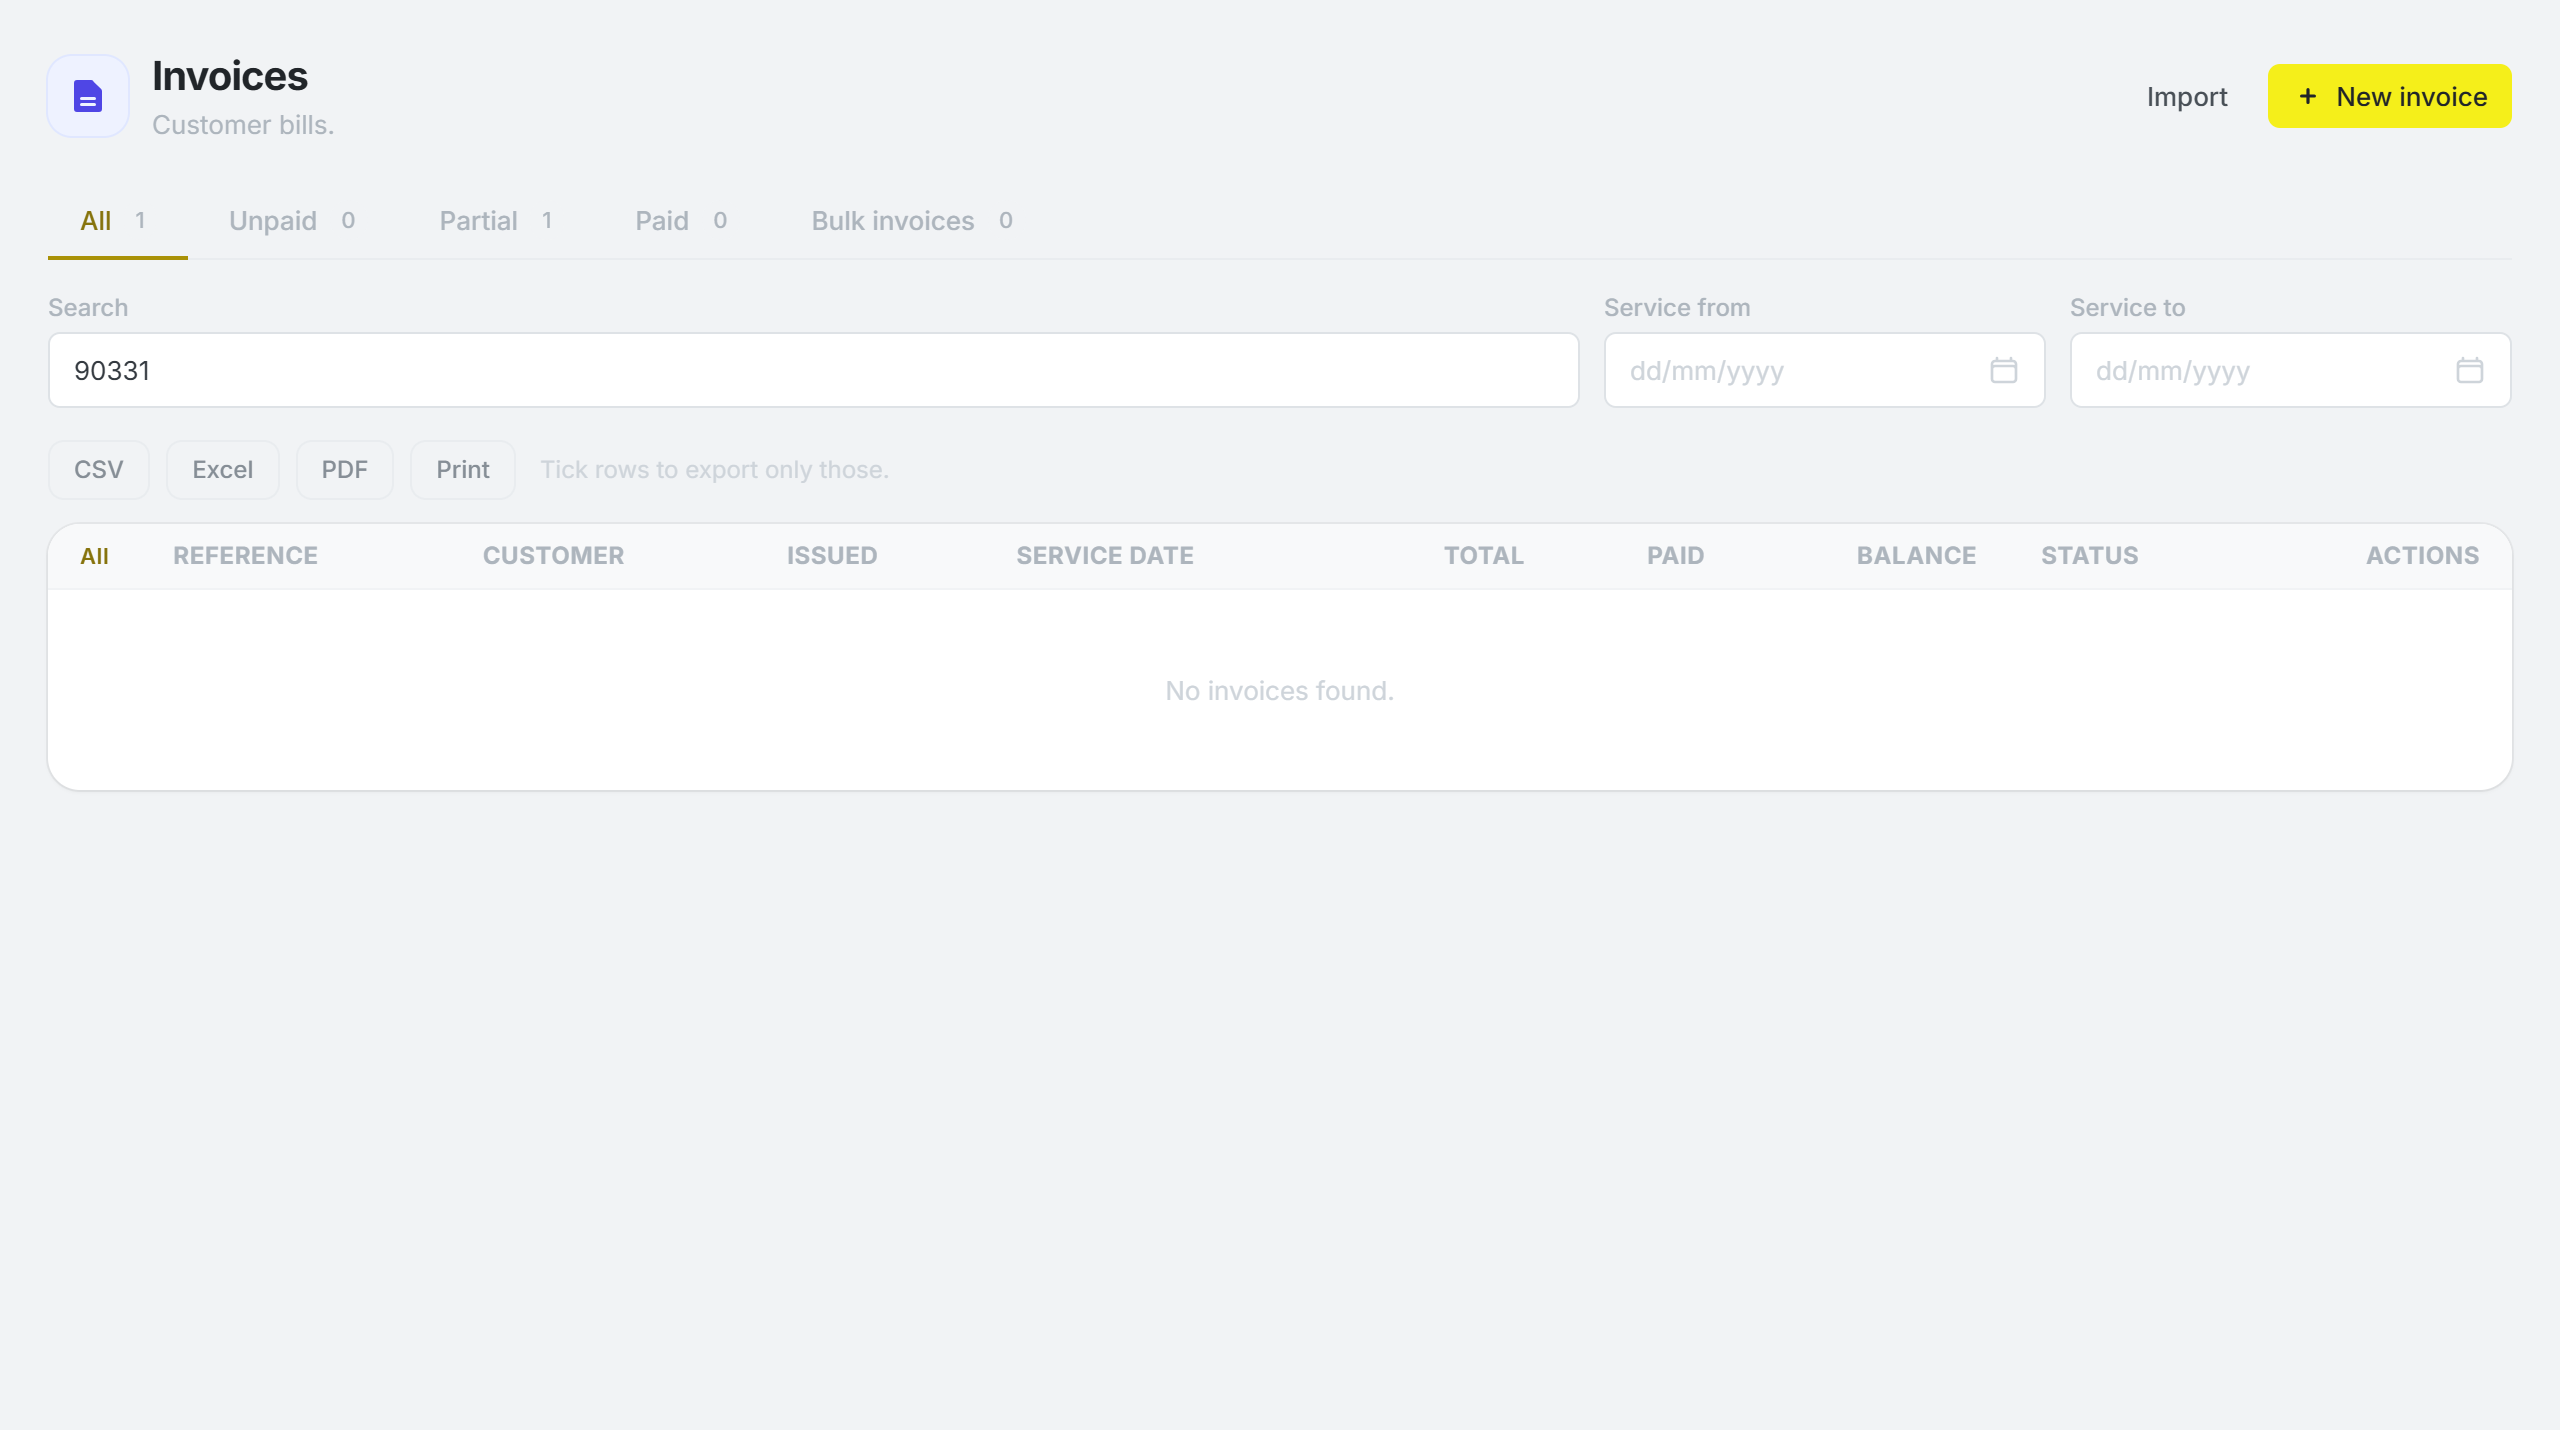 Invoices
Customer bills.
Import
+ New invoice
All 1 Unpaid 0 Partial 1 Paid 0 Bulk invoices 0
Search Service from Service to
90331 dd/mm/yyyy dd/mm/yyyy
CSV Excel PDF Print Tick rows to export only those.
All REFERENCE CUSTOMER ISSUED SERVICE DATE TOTAL PAID BALANCE STATUS ACTIONS
No invoices found.